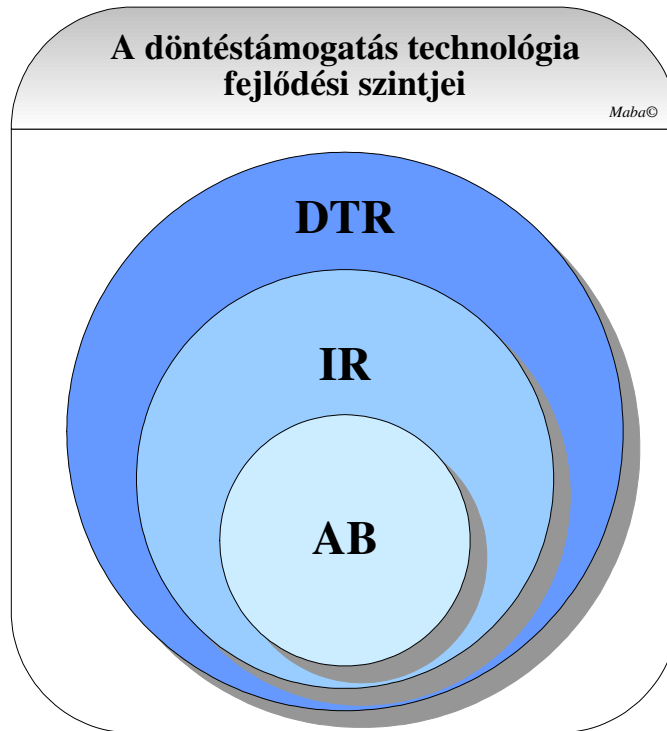 A döntéstámogatás technológia
fejlődési szintjei
Maba©
DTR
IR
AB